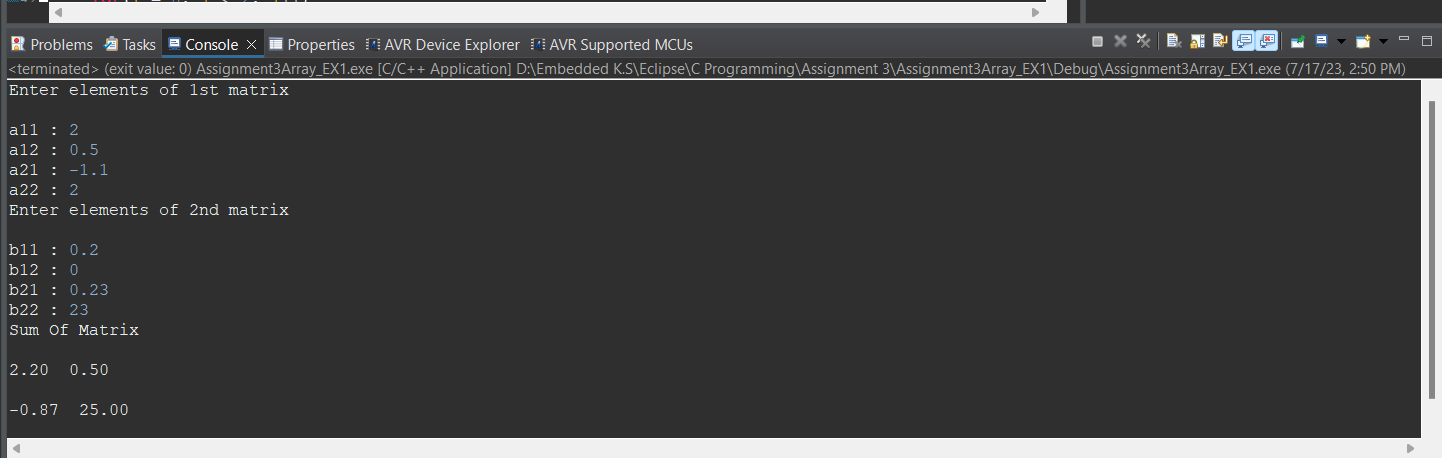 Problems Tasks Console Properties AVR Device Explorer AVR Supported MCUs
<terminated> (exit value: 0) Assignment3Array_EX1.exe [C/C++ Application] D:\Embedded K.S\Eclipse\C Programming\Assignment 3\Assignment3Array_EX1\Debug\Assignment3Array_EX1.exe (7/17/23, 2:50 PM)
Enter elements of 1st matrix
a11 : 2
a12 : 0.5
a21 : -1.1
a22 : 2
Enter elements of 2nd matrix
b11 : 0.2
b12 : 0
b21 : 0.23
b22 : 23
Sum Of Matrix
2.20  0.50
-0.87  25.00